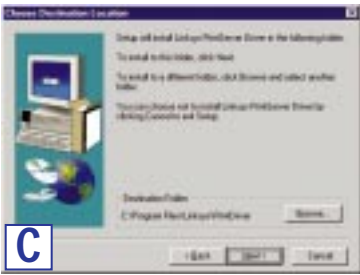 Choose Destination Location
Setup will install Linksys PrintServer Driver in the following folder.
To install to this folder, click Next.
To install to a different folder, click Browse and select another
folder.
You can choose not to install Linksys PrintServer Driver by
clicking Cancel to exit Setup.
Destination Folder
C:\Program Files\Linksys\PrintDriver
Browse...
< Back
Next >
Cancel
C